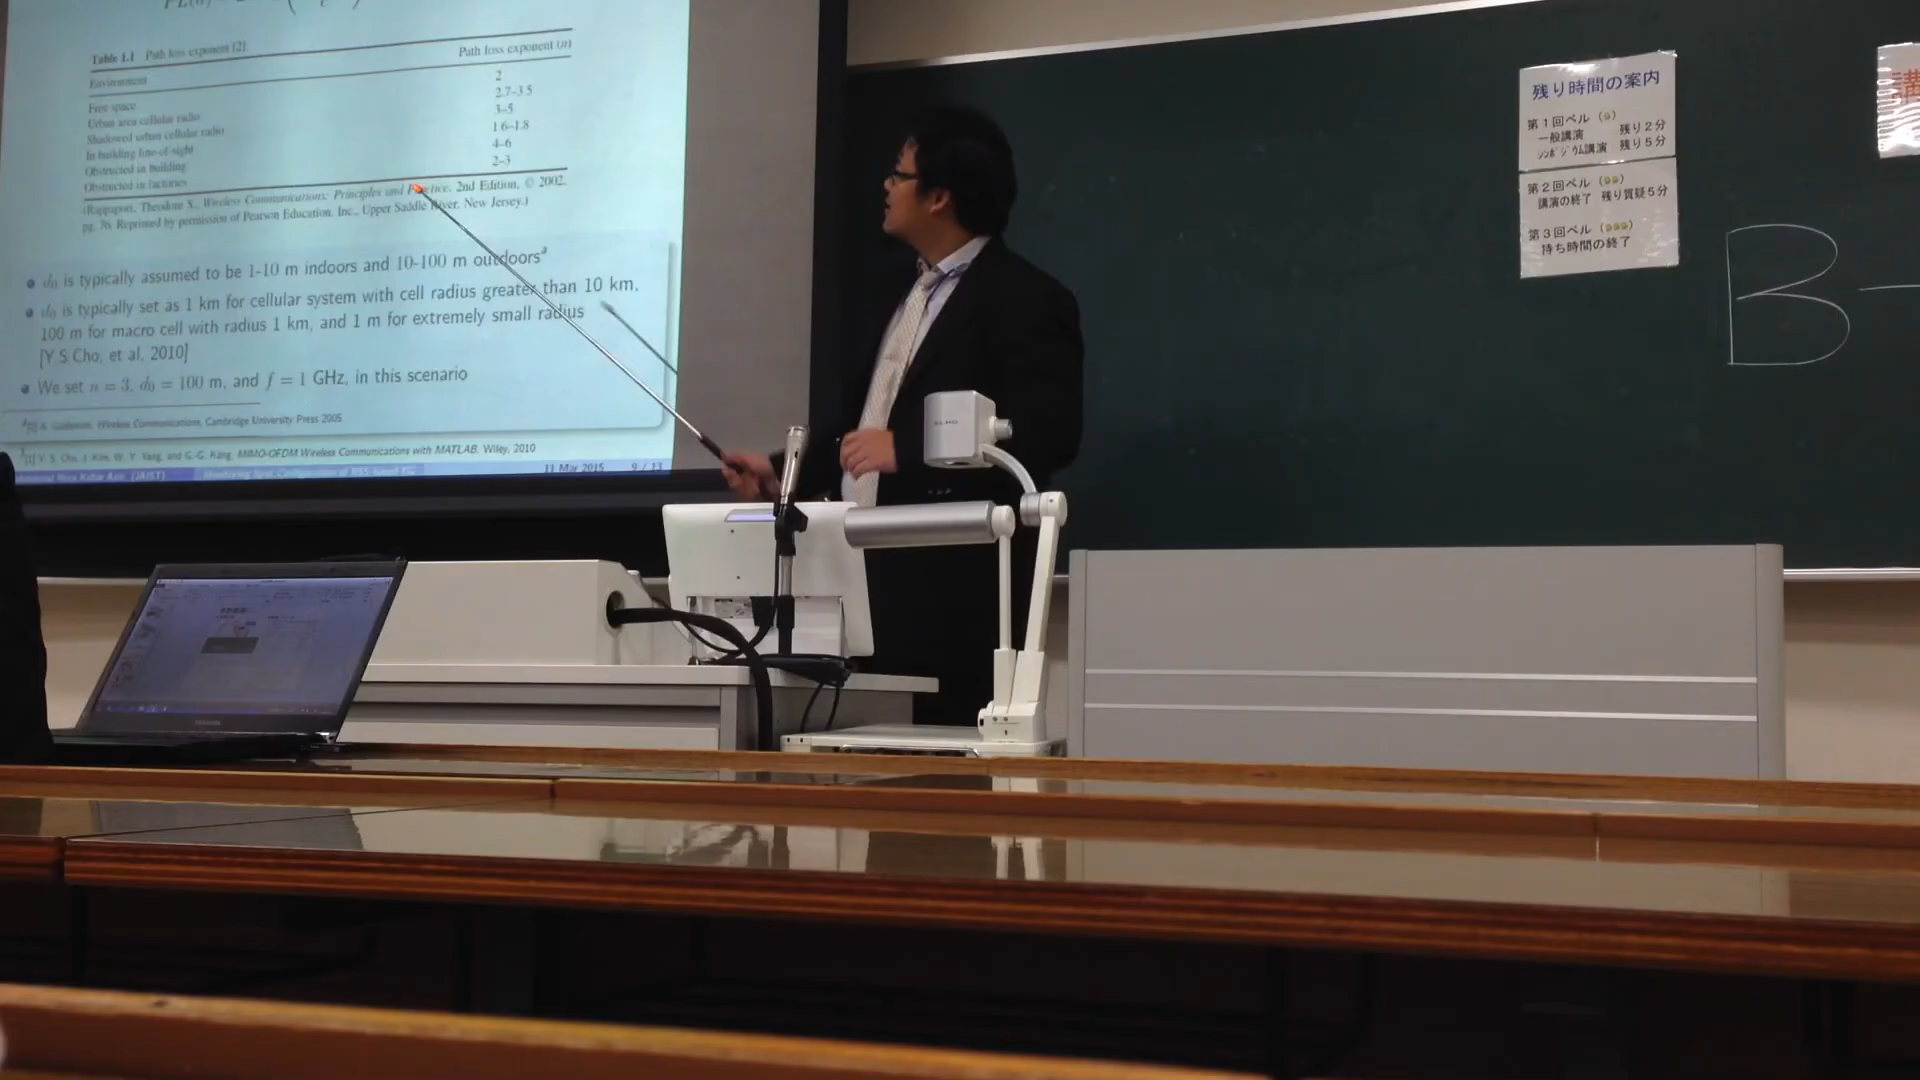 Table 1.1 Path loss exponent [2]
Environment
Path loss exponent (n)
Free space
2
Urban area cellular radio
2.7–3.5
Shadowed urban cellular radio
3–5
In building line-of-sight
1.6–1.8
Obstructed in building
4–6
Obstructed in factories
2–3
(Rappaport, Theodore S., Wireless Communications: Principles and Practice, 2nd Edition, © 2002,
pg. 76. Reprinted by permission of Pearson Education, Inc., Upper Saddle River, New Jersey.)
d₀ is typically assumed to be 1-10 m indoors and 10-100 m outdoorsᵃ
d₀ is typically set as 1 km for cellular system with cell radius greater than 10 km,
100 m for macro cell with radius 1 km, and 1 m for extremely small radius
[Y S Cho, et al, 2010]
We set n = 3, d₀ = 100 m, and f = 1 GHz, in this scenario
A. Goldsmith, Wireless Communications, Cambridge University Press 2005
[1] Y. S. Cho, J. Kim, W. Y. Yang, and G.-G. Kang, MIMO-OFDM Wireless Communications with MATLAB, Wiley, 2010
(JAIST)
11 Mar 2015
9 / 13
残り時間の案内
第1回ベル
一般講演 残り2分
シンポジウム講演 残り5分
第2回ベル
講演の終了 残り質疑5分
第3回ベル
持ち時間の終了
講
B-
TOSHIBA